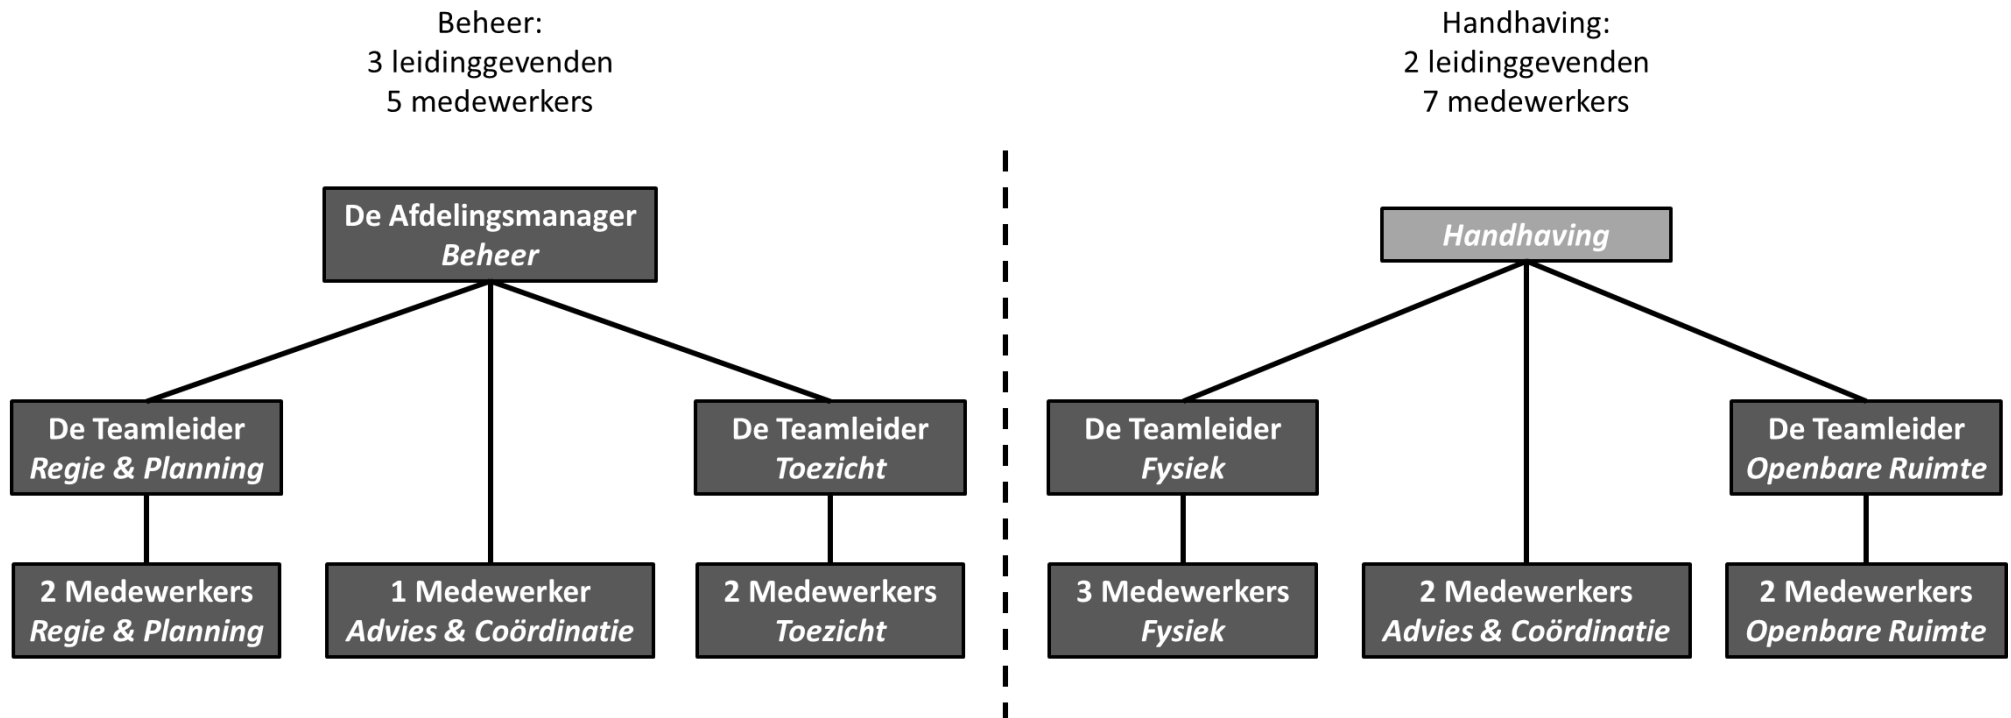 Beheer:
3 leidinggevenden
5 medewerkers
Handhaving:
2 leidinggevenden
7 medewerkers
De Afdelingsmanager
Beheer
Handhaving
De Teamleider
Regie & Planning
De Teamleider
Toezicht
De Teamleider
Fysiek
De Teamleider
Openbare Ruimte
2 Medewerkers
Regie & Planning
1 Medewerker
Advies & Coördinatie
2 Medewerkers
Toezicht
3 Medewerkers
Fysiek
2 Medewerkers
Advies & Coördinatie
2 Medewerkers
Openbare Ruimte